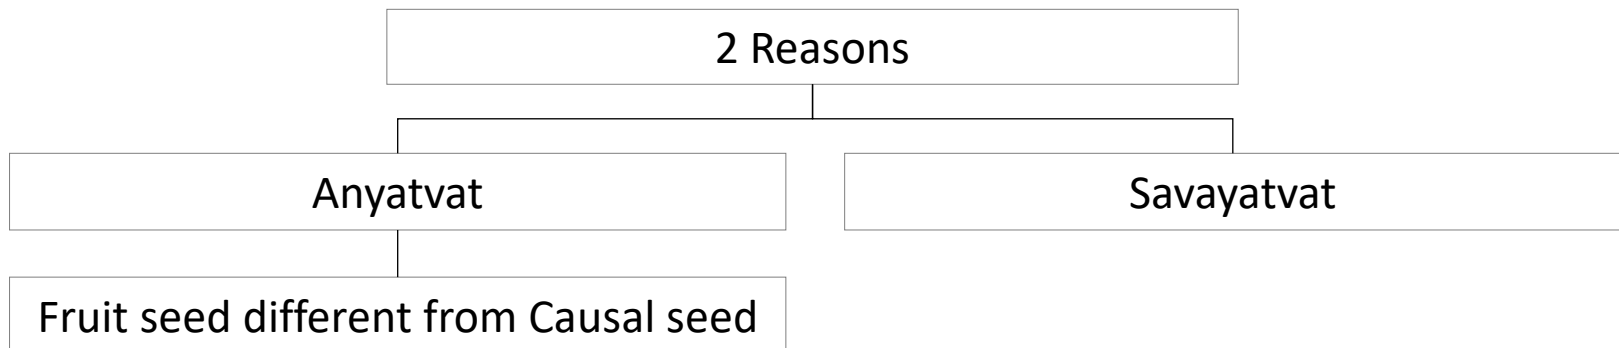 2 Reasons
Anyatvat
Savayatvat
Fruit seed different from Causal seed